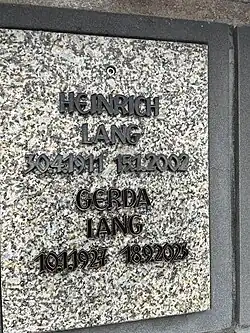 HEINRICH
LANG
30.4.1911 15.1.2002
GERDA
LANG
10.1.1927 18.9.2023